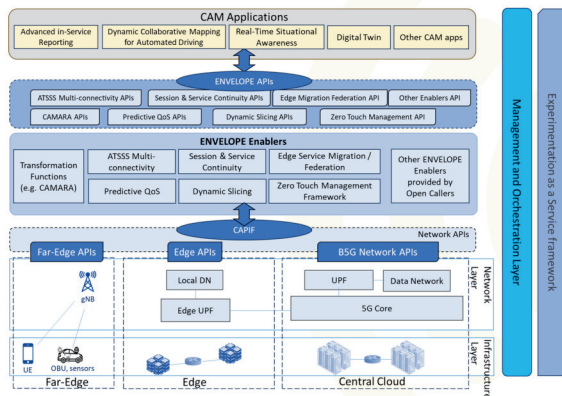 CAM Applications
Advanced in-Service
Reporting
Dynamic Collaborative Mapping
for Automated Driving
Real-Time Situational
Awareness
Digital Twin
Other CAM apps
ENVELOPE APIs
ATSSS Multi-connectivity APIs
Session & Service Continuity APIs
Edge Migration Federation API
Other Enablers API
CAMARA APIs
Predictive QoS APIs
Dynamic Slicing APIs
Zero Touch Management API
ENVELOPE Enablers
Transformation
Functions
(e.g. CAMARA)
ATSSS Multi-
connectivity
Session & Service
Continuity
Edge Service Migration /
Federation
Predictive QoS
Dynamic Slicing
Zero Touch Management
Framework
Other ENVELOPE
Enablers
provided by
Open Callers
CAPIF
Network APIs
Far-Edge APIs
Edge APIs
B5G Network APIs
gNB
Local DN
Edge UPF
UPF
Data Network
5G Core
Network
Layer
UE
OBU, sensors
Far-Edge
Edge
Central Cloud
Infrastructure
Layer
Management and Orchestration Layer
Experimentation as a Service framework